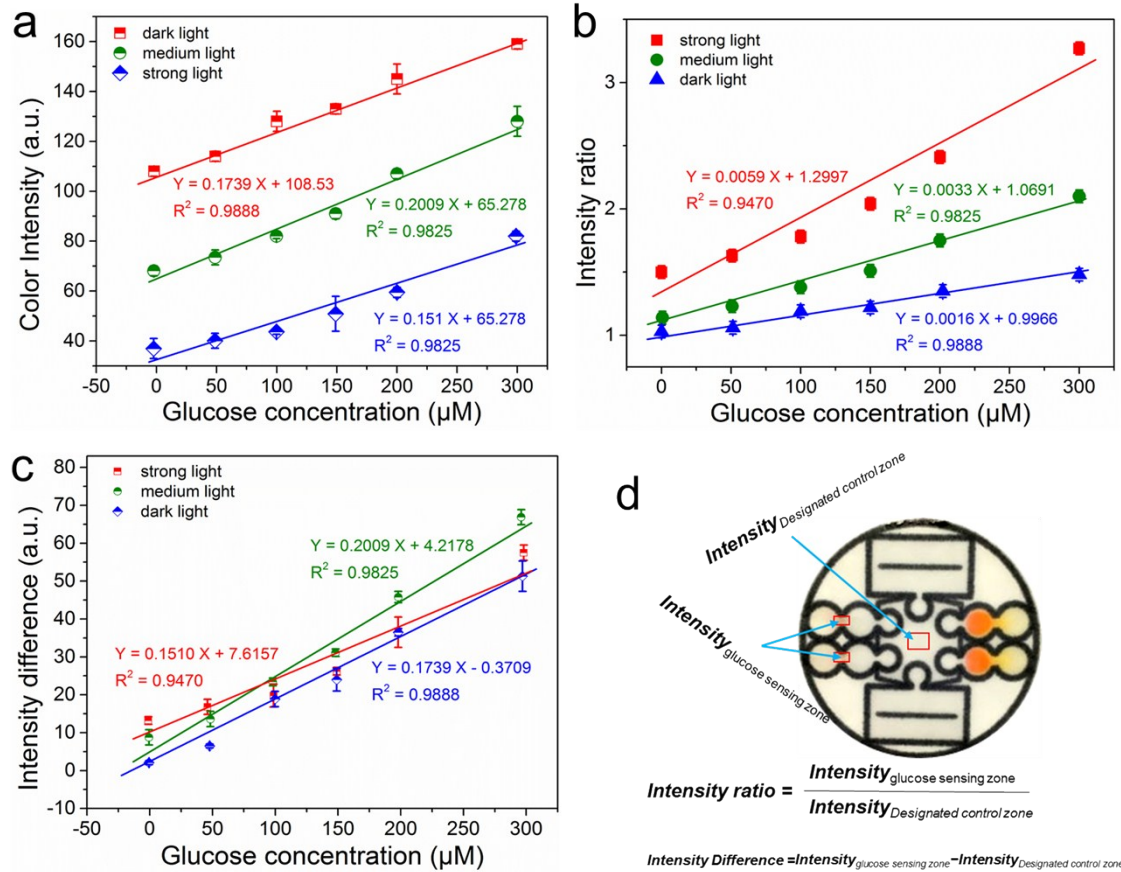 a
160
140
120
100
80
60
40
Color Intensity (a.u.)
dark light
medium light
strong light
Y = 0.1739 X + 108.53
R² = 0.9888
Y = 0.2009 X + 65.278
R² = 0.9825
Y = 0.151 X + 65.278
R² = 0.9825
-50 0 50 100 150 200 250 300
Glucose concentration (µM)
b
3
2
1
Intensity ratio
strong light
medium light
dark light
Y = 0.0059 X + 1.2997
R² = 0.9470
Y = 0.0033 X + 1.0691
R² = 0.9825
Y = 0.0016 X + 0.9966
R² = 0.9888
0 50 100 150 200 250 300
Glucose concentration (µM)
c
80
70
60
50
40
30
20
10
0
-10
Intensity difference (a.u.)
strong light
medium light
dark light
Y = 0.2009 X + 4.2178
R² = 0.9825
Y = 0.1510 X + 7.6157
R² = 0.9470
Y = 0.1739 X - 0.3709
R² = 0.9888
-50 0 50 100 150 200 250 300
Glucose concentration (µM)
d
Intensity Designated control zone
Intensity glucose sensing zone
Intensity glucose sensing zone
Intensity ratio =
Intensity Designated control zone
Intensity Difference =Intensity glucose sensing zone −Intensity Designated control zone